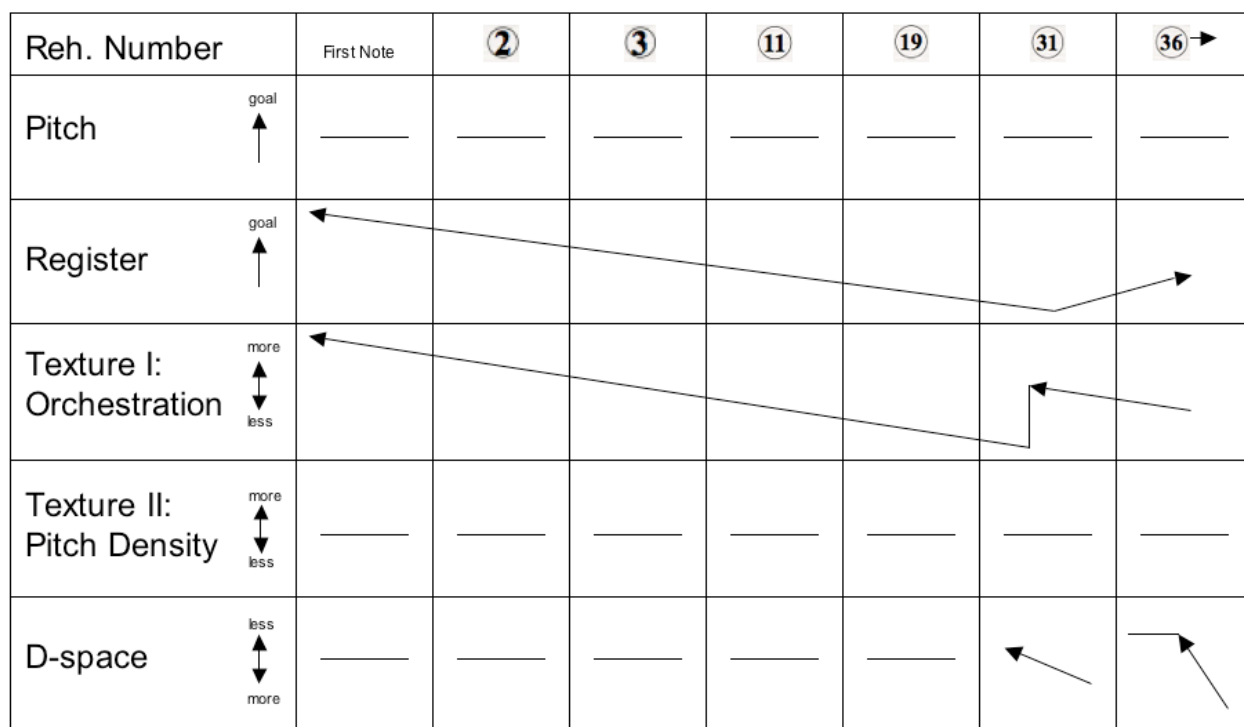 Reh. Number First Note 2 3 11 19 31 36
goal
Pitch
goal
Register
more
Texture I:
Orchestration
less
more
Texture II:
Pitch Density
less
less
D-space
more